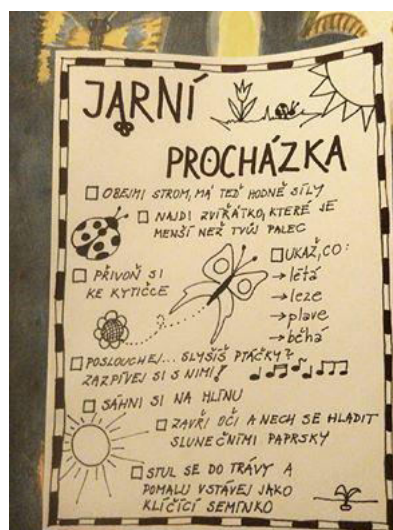 JARNÍ
PROCHÁZKA
OBEJMI STROM, MÁ TEĎ HODNĚ SÍLY
NAJDI ZVÍŘÁTKO, KTERÉ JE
MENŠÍ NEŽ TVŮJ PALEC
PŘIVOŇ SI
KE KYTIČCE
UKAŽ, CO:
→ létá
→ leze
→ plave
→ běhá
POSLOUCHEJ... SLYŠÍŠ PTÁČKY?
ZAZPÍVEJ SI S NIMI!
SÁHNI SI NA HLÍNU
ZAVŘI OČI A NECH SE HLADIT
SLUNEČNÍMI PAPRSKY
STUL SE DO TRÁVY A
POMALU VSTÁVEJ JAKO
KLÍČÍCÍ SEMÍNKO